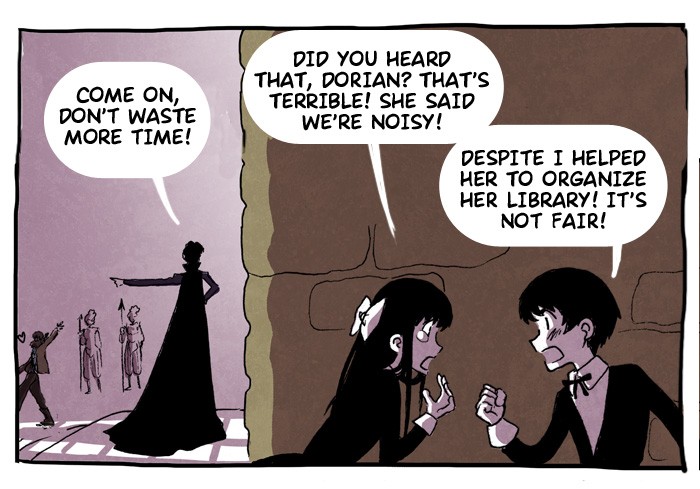 COME ON,
DON'T WASTE
MORE TIME!
DID YOU HEARD
THAT, DORIAN? THAT'S
TERRIBLE! SHE SAID
WE'RE NOISY!
DESPITE I HELPED
HER TO ORGANIZE
HER LIBRARY! IT'S
NOT FAIR!